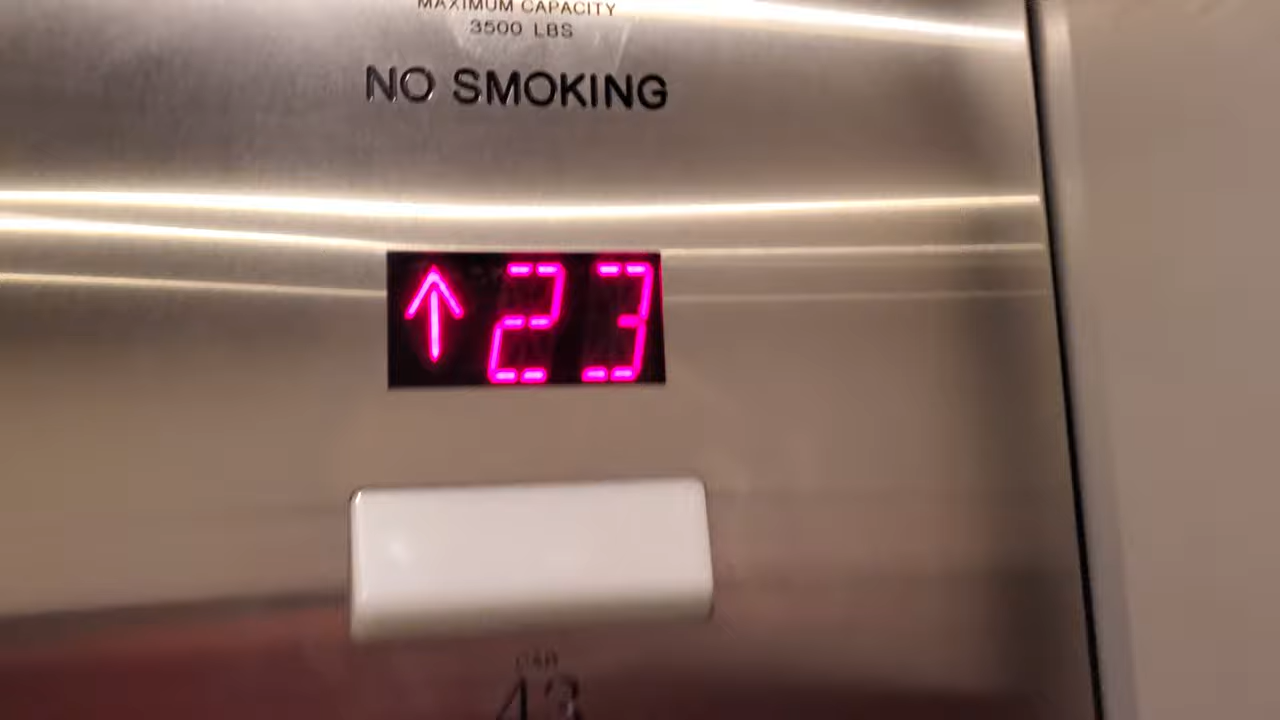 MAXIMUM CAPACITY
3500 LBS
NO SMOKING
↑ 23
CAR
43